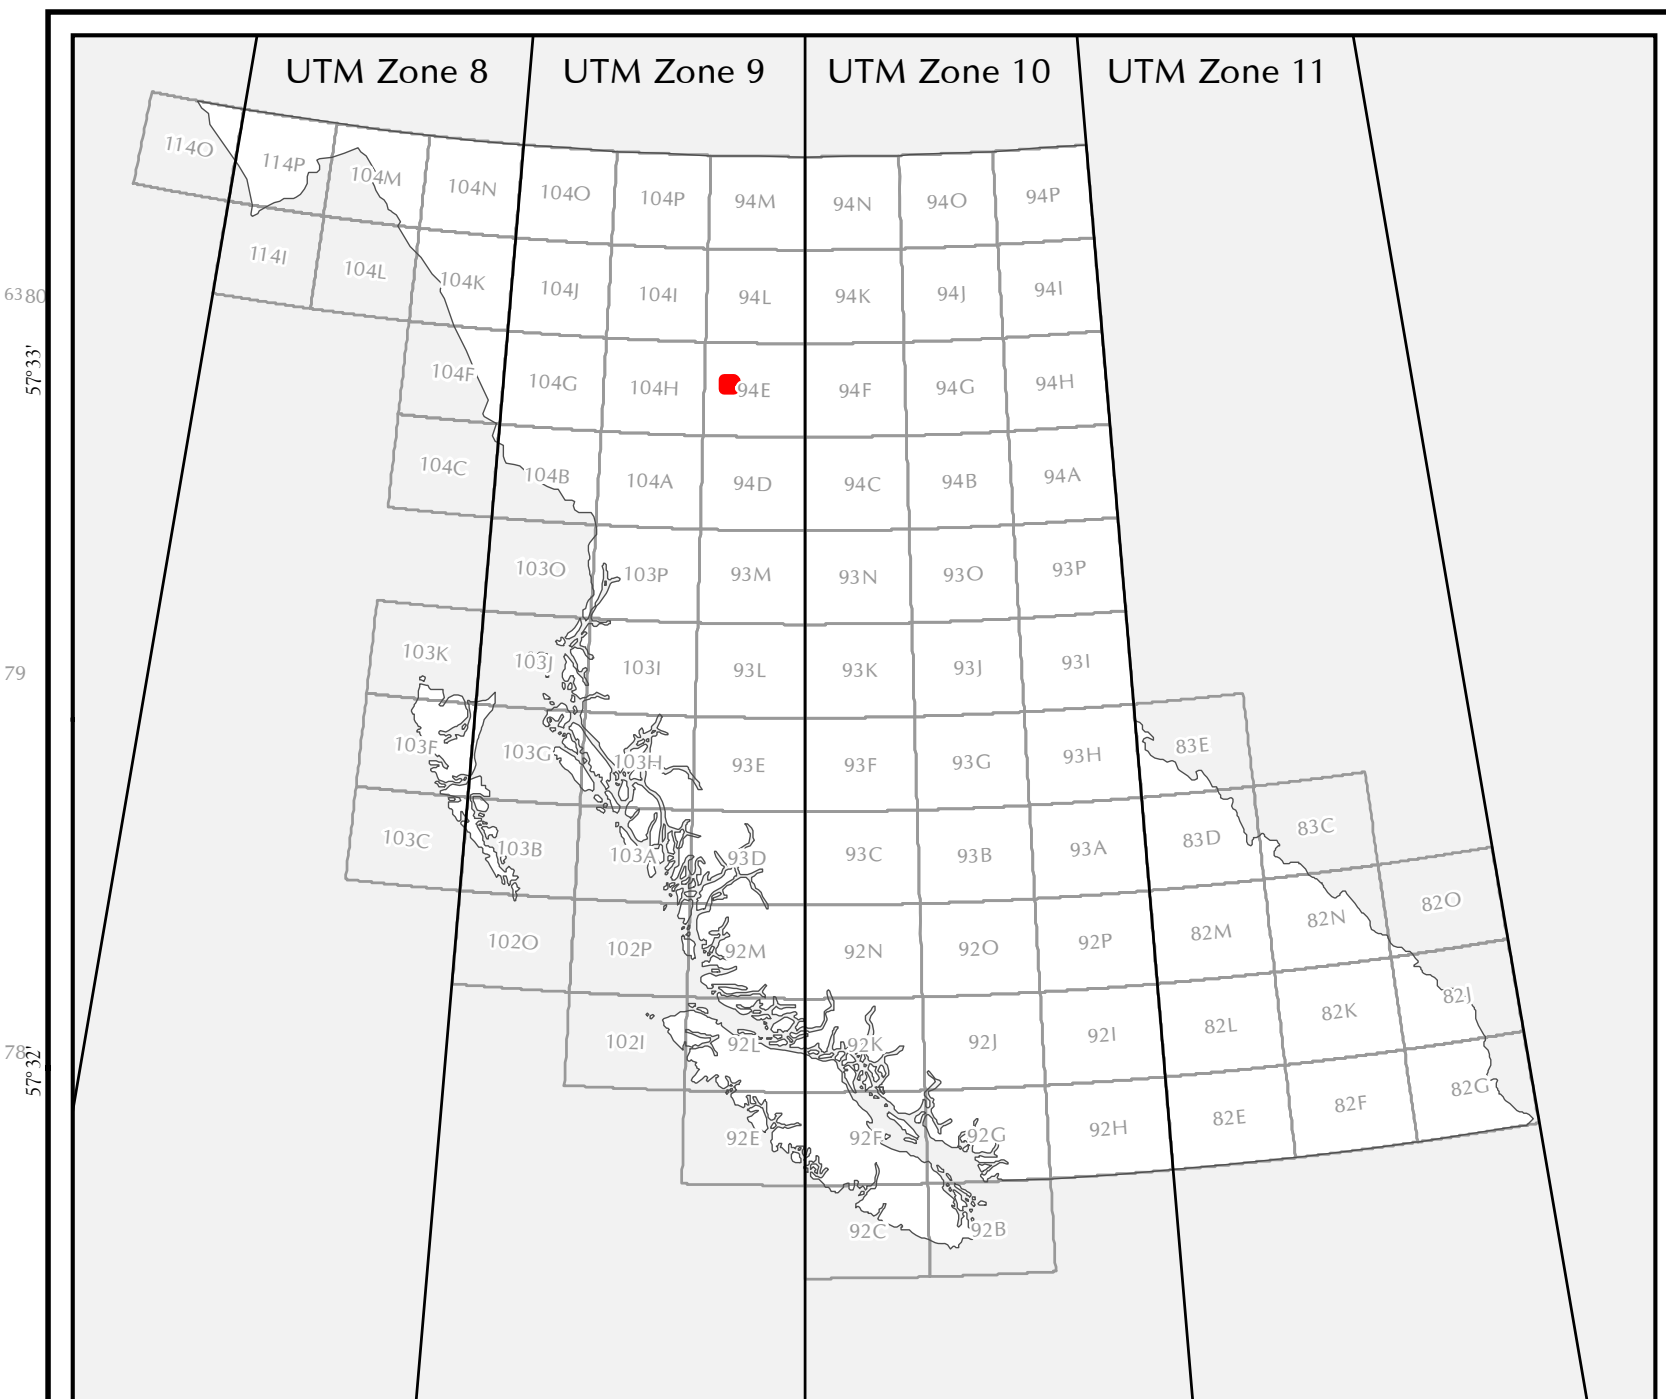 UTM Zone 8 UTM Zone 9 UTM Zone 10 UTM Zone 11
114O 114P 104M 104N 104O 104P 94M 94N 94O 94P
114I 104L 104K 104J 104I 94L 94K 94J 94I
6380
57°33'
104F 104G 104H 94E 94F 94G 94H
104C 104B 104A 94D 94C 94B 94A
103O 103P 93M 93N 93O 93P
103K 103J 103I 93L 93K 93J 93I
79
103F 103G 103H 93E 93F 93G 93H 83E
103C 103B 103A 93D 93C 93B 93A 83D 83C
102O 102P 92M 92N 92O 92P 82M 82N 82O
102I 92L 92K 92J 92I 82L 82K 82J
78
57°32'
92E 92F 92G 92H 82E 82F 82G
92C 92B